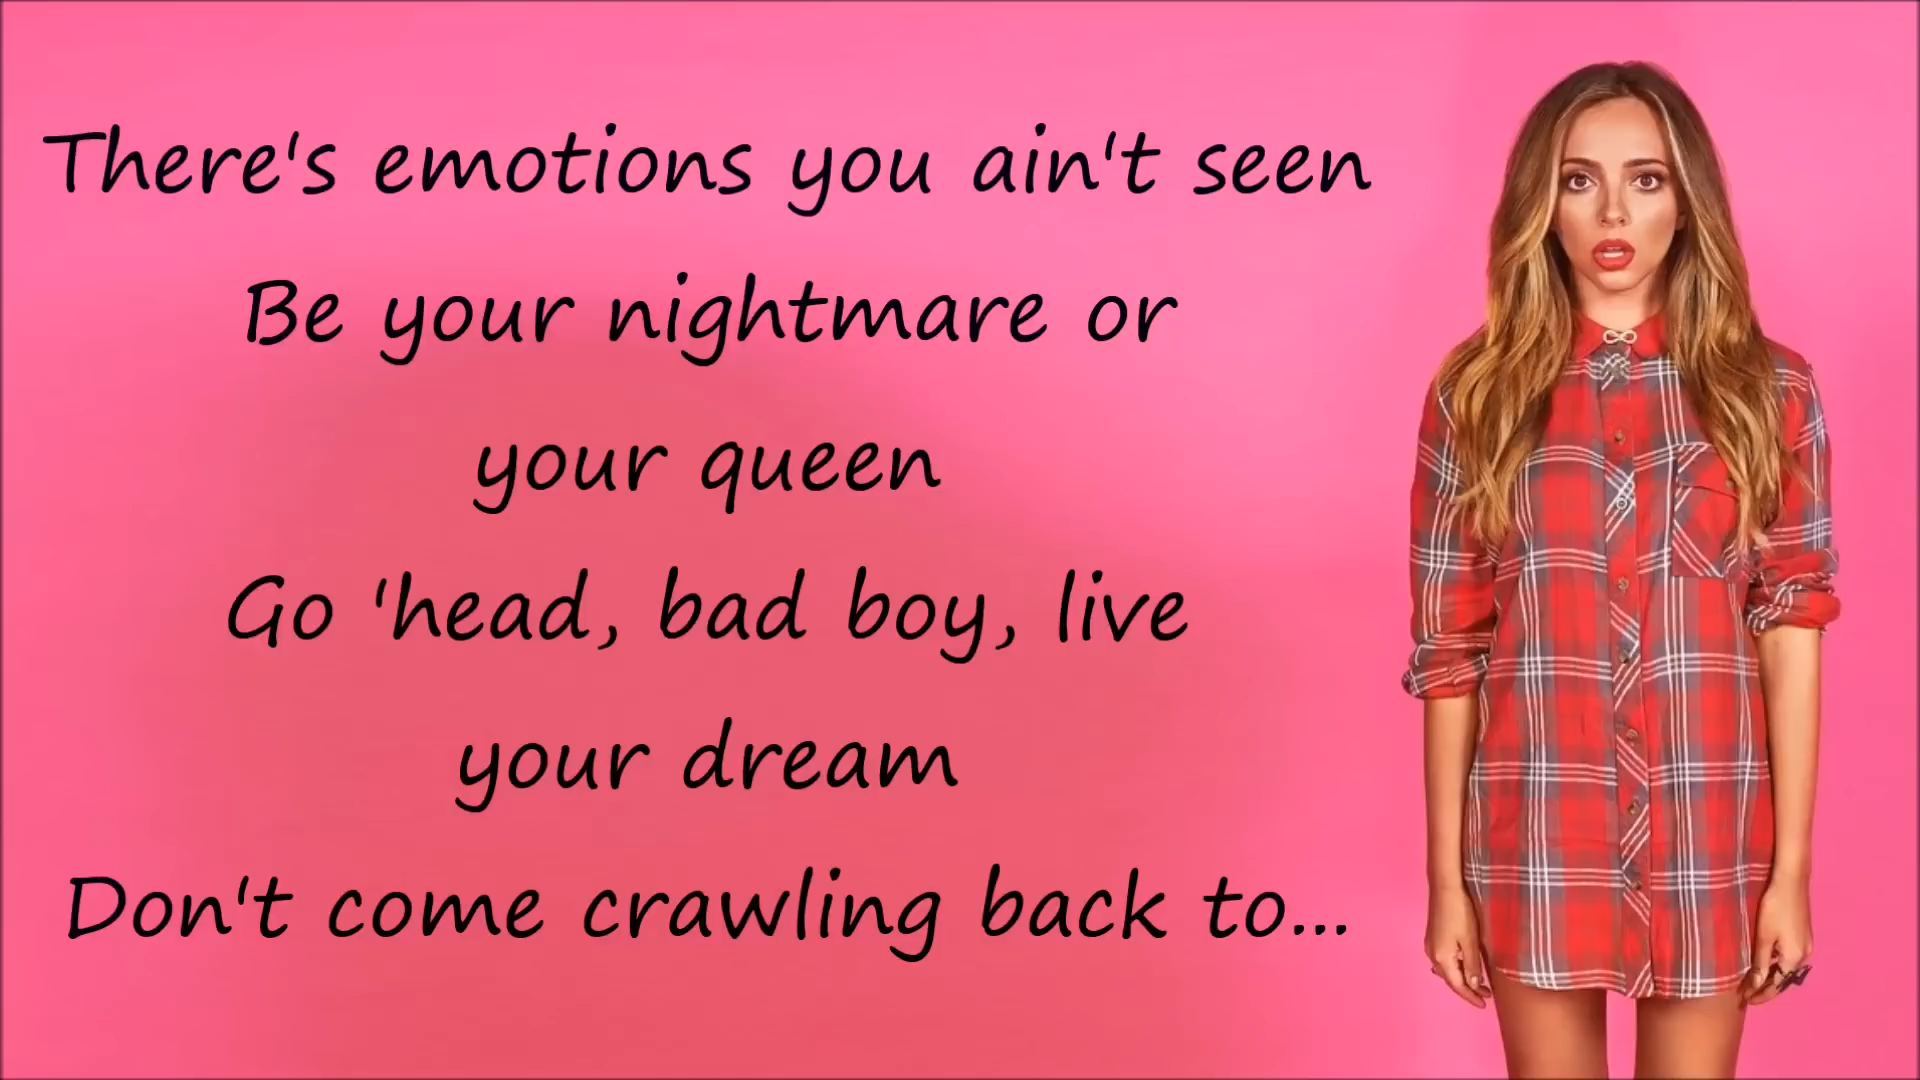 There's emotions you ain't seen
Be your nightmare or
your queen
Go 'head, bad boy, live
your dream
Don't come crawling back to...